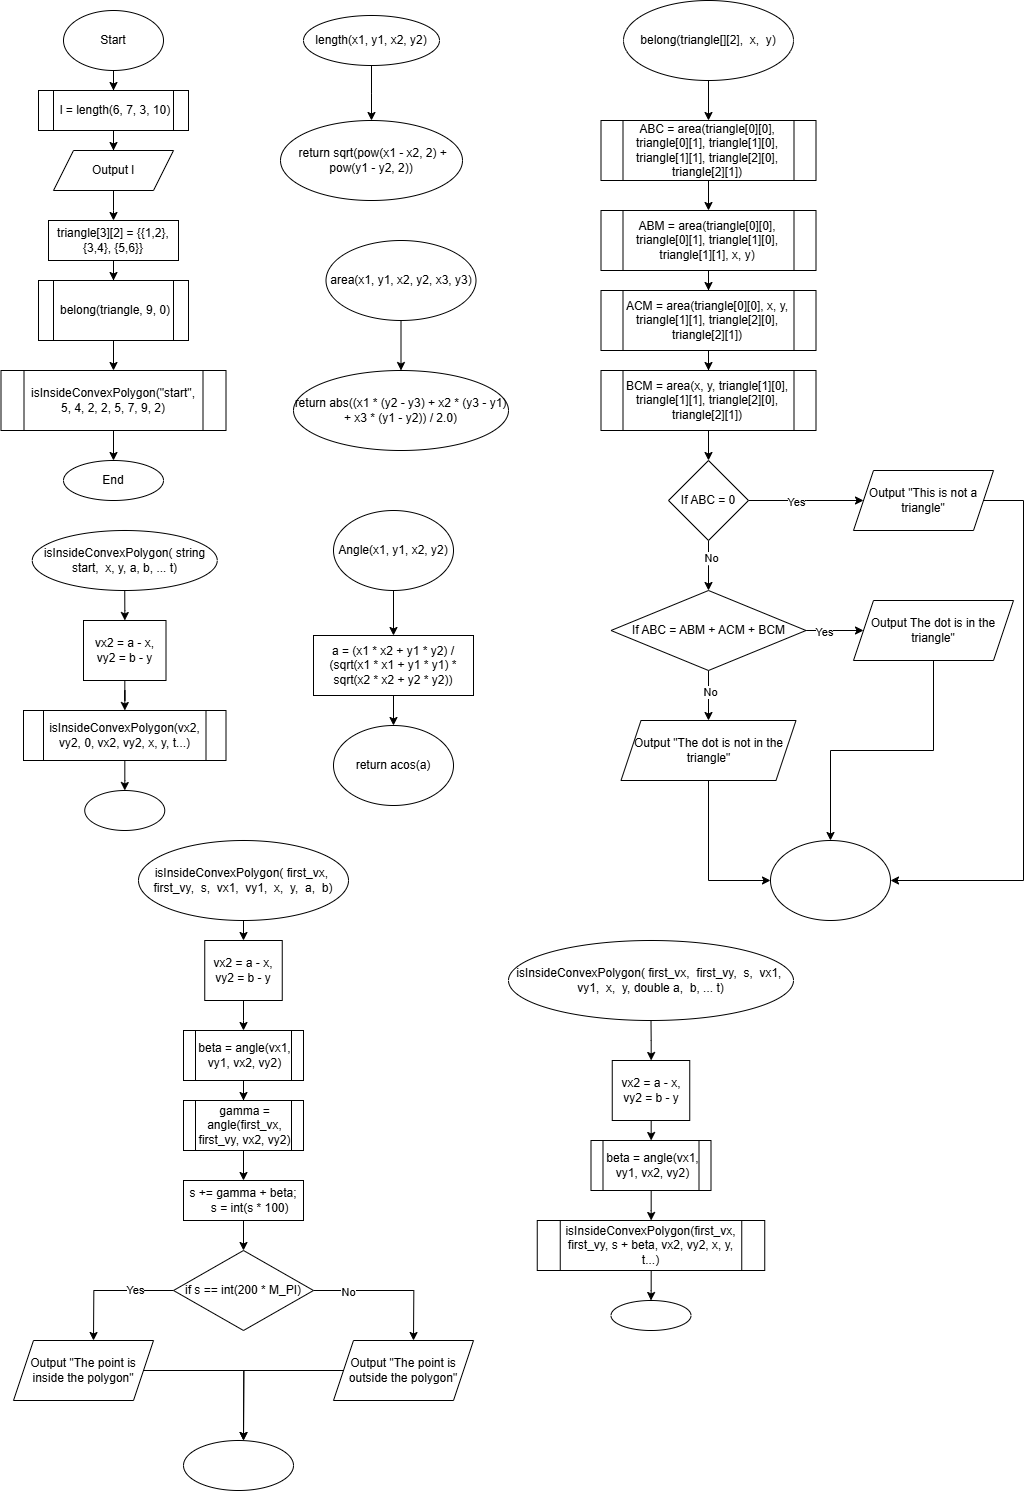 Start
l = length(6, 7, 3, 10)
Output l
triangle[3][2] = {{1,2},
{3,4}, {5,6}}
belong(triangle, 9, 0)
isInsideConvexPolygon("start",
5, 4, 2, 2, 5, 7, 9, 2)
End
length(x1, y1, x2, y2)
return sqrt(pow(x1 - x2, 2) +
pow(y1 - y2, 2))
area(x1, y1, x2, y2, x3, y3)
return abs((x1 * (y2 - y3) + x2 * (y3 - y1)
+ x3 * (y1 - y2)) / 2.0)
belong(triangle[][2], x, y)
ABC = area(triangle[0][0],
triangle[0][1], triangle[1][0],
triangle[1][1], triangle[2][0],
triangle[2][1])
ABM = area(triangle[0][0],
triangle[0][1], triangle[1][0],
triangle[1][1], x, y)
ACM = area(triangle[0][0], x, y,
triangle[1][1], triangle[2][0],
triangle[2][1])
BCM = area(x, y, triangle[1][0],
triangle[1][1], triangle[2][0],
triangle[2][1])
If ABC = 0
Yes
Output "This is not a
triangle"
No
If ABC = ABM + ACM + BCM
Yes
Output The dot is in the
triangle"
No
Output "The dot is not in the
triangle"
isInsideConvexPolygon( string
start, x, y, a, b, ... t)
vx2 = a - x,
vy2 = b - y
isInsideConvexPolygon(vx2,
vy2, 0, vx2, vy2, x, y, t...)
Angle(x1, y1, x2, y2)
a = (x1 * x2 + y1 * y2) /
(sqrt(x1 * x1 + y1 * y1) *
sqrt(x2 * x2 + y2 * y2))
return acos(a)
isInsideConvexPolygon( first_vx,
first_vy, s, vx1, vy1, x, y, a, b)
vx2 = a - x,
vy2 = b - y
beta = angle(vx1,
vy1, vx2, vy2)
gamma =
angle(first_vx,
first_vy, vx2, vy2)
s += gamma + beta;
s = int(s * 100)
if s == int(200 * M_PI)
Yes
No
Output "The point is
inside the polygon"
Output "The point is
outside the polygon"
isInsideConvexPolygon( first_vx, first_vy, s, vx1,
vy1, x, y, double a, b, ... t)
vx2 = a - x,
vy2 = b - y
beta = angle(vx1,
vy1, vx2, vy2)
isInsideConvexPolygon(first_vx,
first_vy, s + beta, vx2, vy2, x, y,
t...)